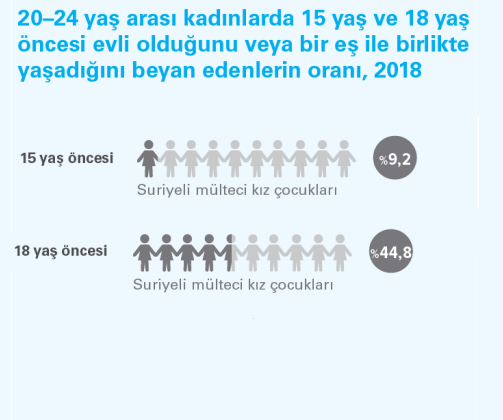 20–24 yaş arası kadınlarda 15 yaş ve 18 yaş
öncesi evli olduğunu veya bir eş ile birlikte
yaşadığını beyan edenlerin oranı, 2018
15 yaş öncesi
%9,2
Suriyeli mülteci kız çocukları
18 yaş öncesi
%44,8
Suriyeli mülteci kız çocukları